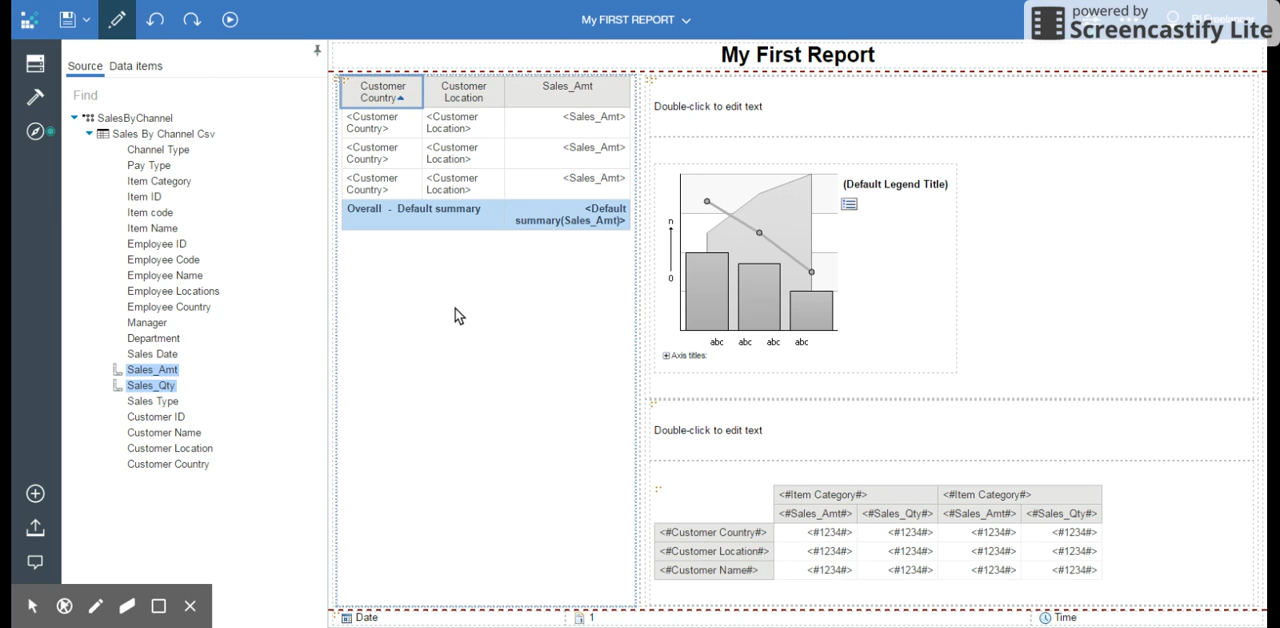 My FIRST REPORT
powered by
Screencastify Lite
Source Data items
Find
SalesByChannel
Sales By Channel Csv
Channel Type
Pay Type
Item Category
Item ID
Item code
Item Name
Employee ID
Employee Code
Employee Name
Employee Locations
Employee Country
Manager
Department
Sales Date
Sales_Amt
Sales_Qty
Sales Type
Customer ID
Customer Name
Customer Location
Customer Country
My First Report
Customer Country Customer Location Sales_Amt
<Customer Country> <Customer Location> <Sales_Amt>
<Customer Country> <Customer Location> <Sales_Amt>
<Customer Country> <Customer Location> <Sales_Amt>
Overall - Default summary <Default summary(Sales_Amt)>
Double-click to edit text
(Default Legend Title)
n
0
abc abc abc abc
Axis titles:
Double-click to edit text
<#Item Category#> <#Item Category#>
<#Sales_Amt#> <#Sales_Qty#> <#Sales_Amt#> <#Sales_Qty#>
<#Customer Country#> <#1234#> <#1234#> <#1234#> <#1234#>
<#Customer Location#> <#1234#> <#1234#> <#1234#> <#1234#>
<#Customer Name#> <#1234#> <#1234#> <#1234#> <#1234#>
Date 1 Time